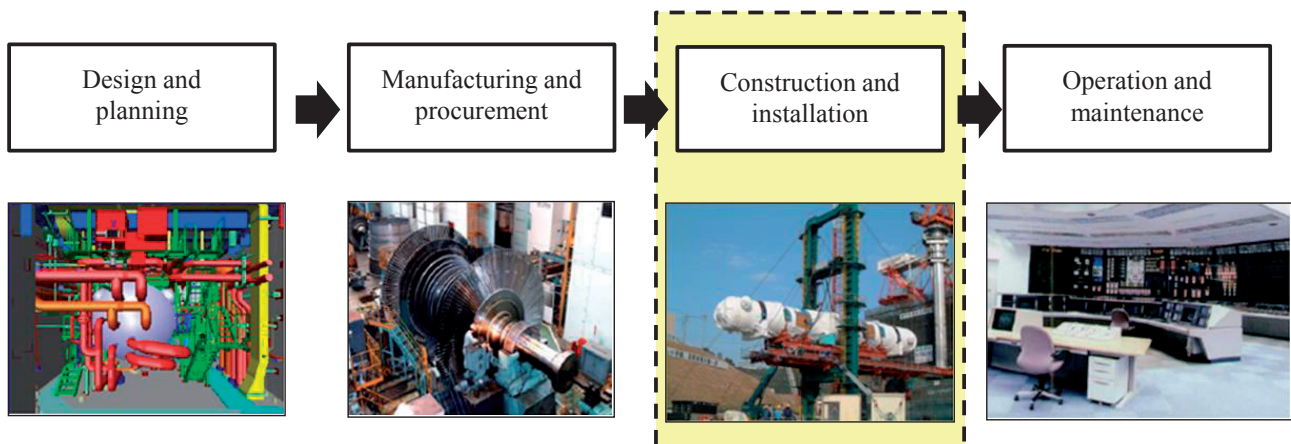 Design and
planning
Manufacturing and
procurement
Construction and
installation
Operation and
maintenance